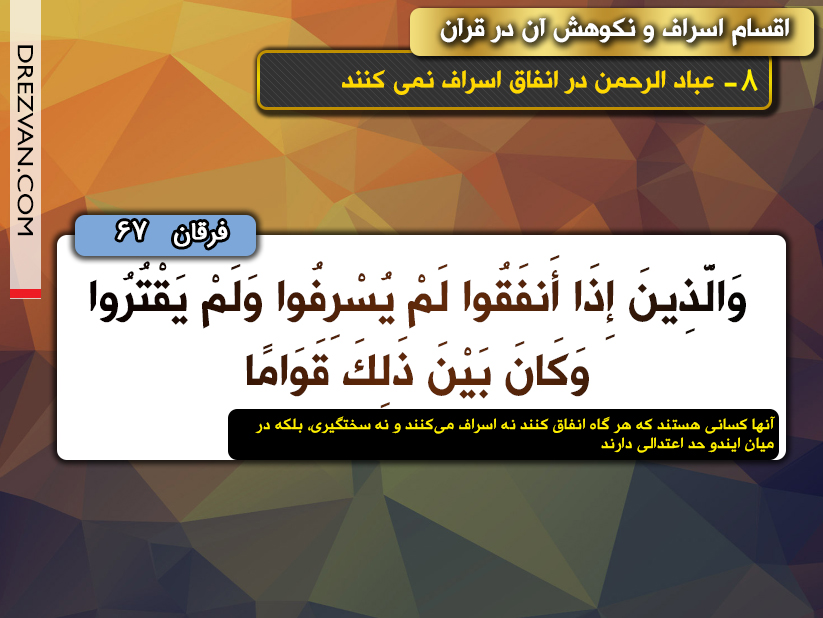 اقسام اسراف و نکوهش آن در قرآن
۸- عباد الرحمن در انفاق اسراف نمی کنند
DREZVAN.COM
فرقان ۶۷
وَالَّذِينَ إِذَا أَنفَقُوا لَمْ يُسْرِفُوا وَلَمْ يَقْتُرُوا
وَكَانَ بَيْنَ ذَلِكَ قَوَامًا
آنها کسانی هستند که هر گاه انفاق کنند نه اسراف می‌کنند و نه سختگیری، بلکه در
میان ایندو حد اعتدالی دارند